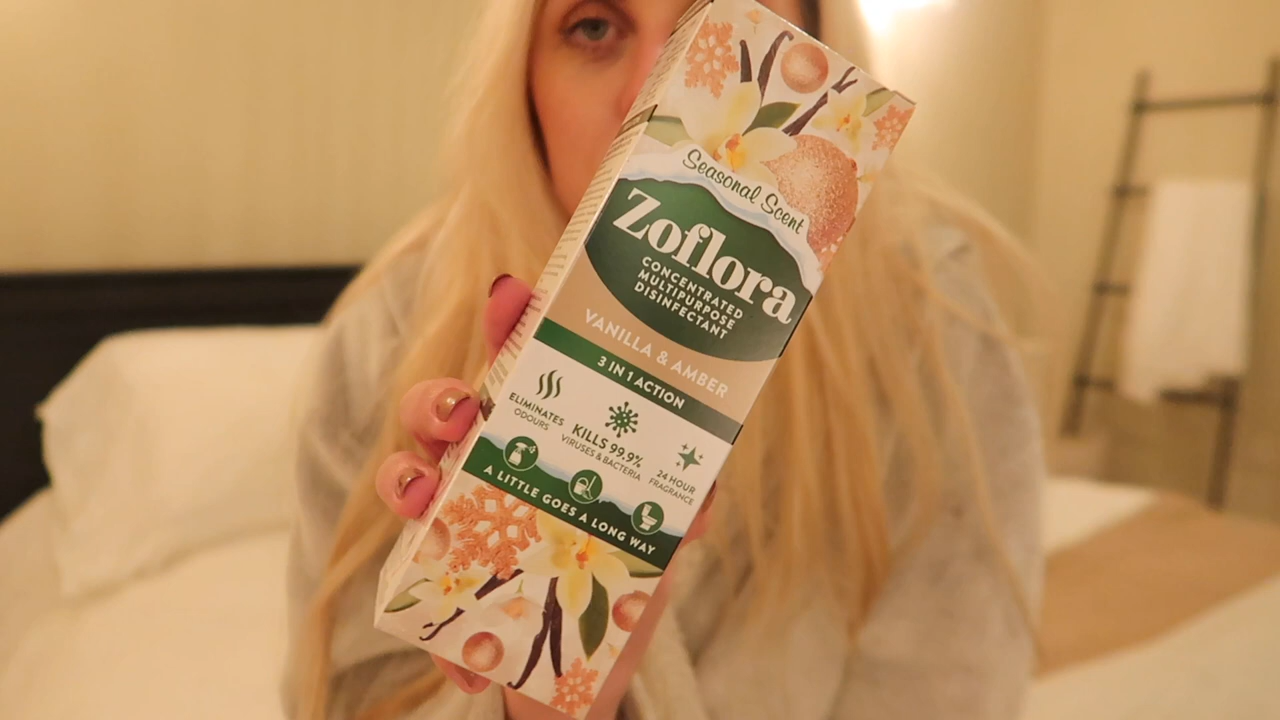 Seasonal Scent
Zoflora
CONCENTRATED
MULTIPURPOSE
DISINFECTANT
VANILLA & AMBER
3 IN 1 ACTION
ELIMINATES
ODOURS
KILLS 99.9%
VIRUSES & BACTERIA
24 HOUR
FRAGRANCE
A LITTLE GOES A LONG WAY